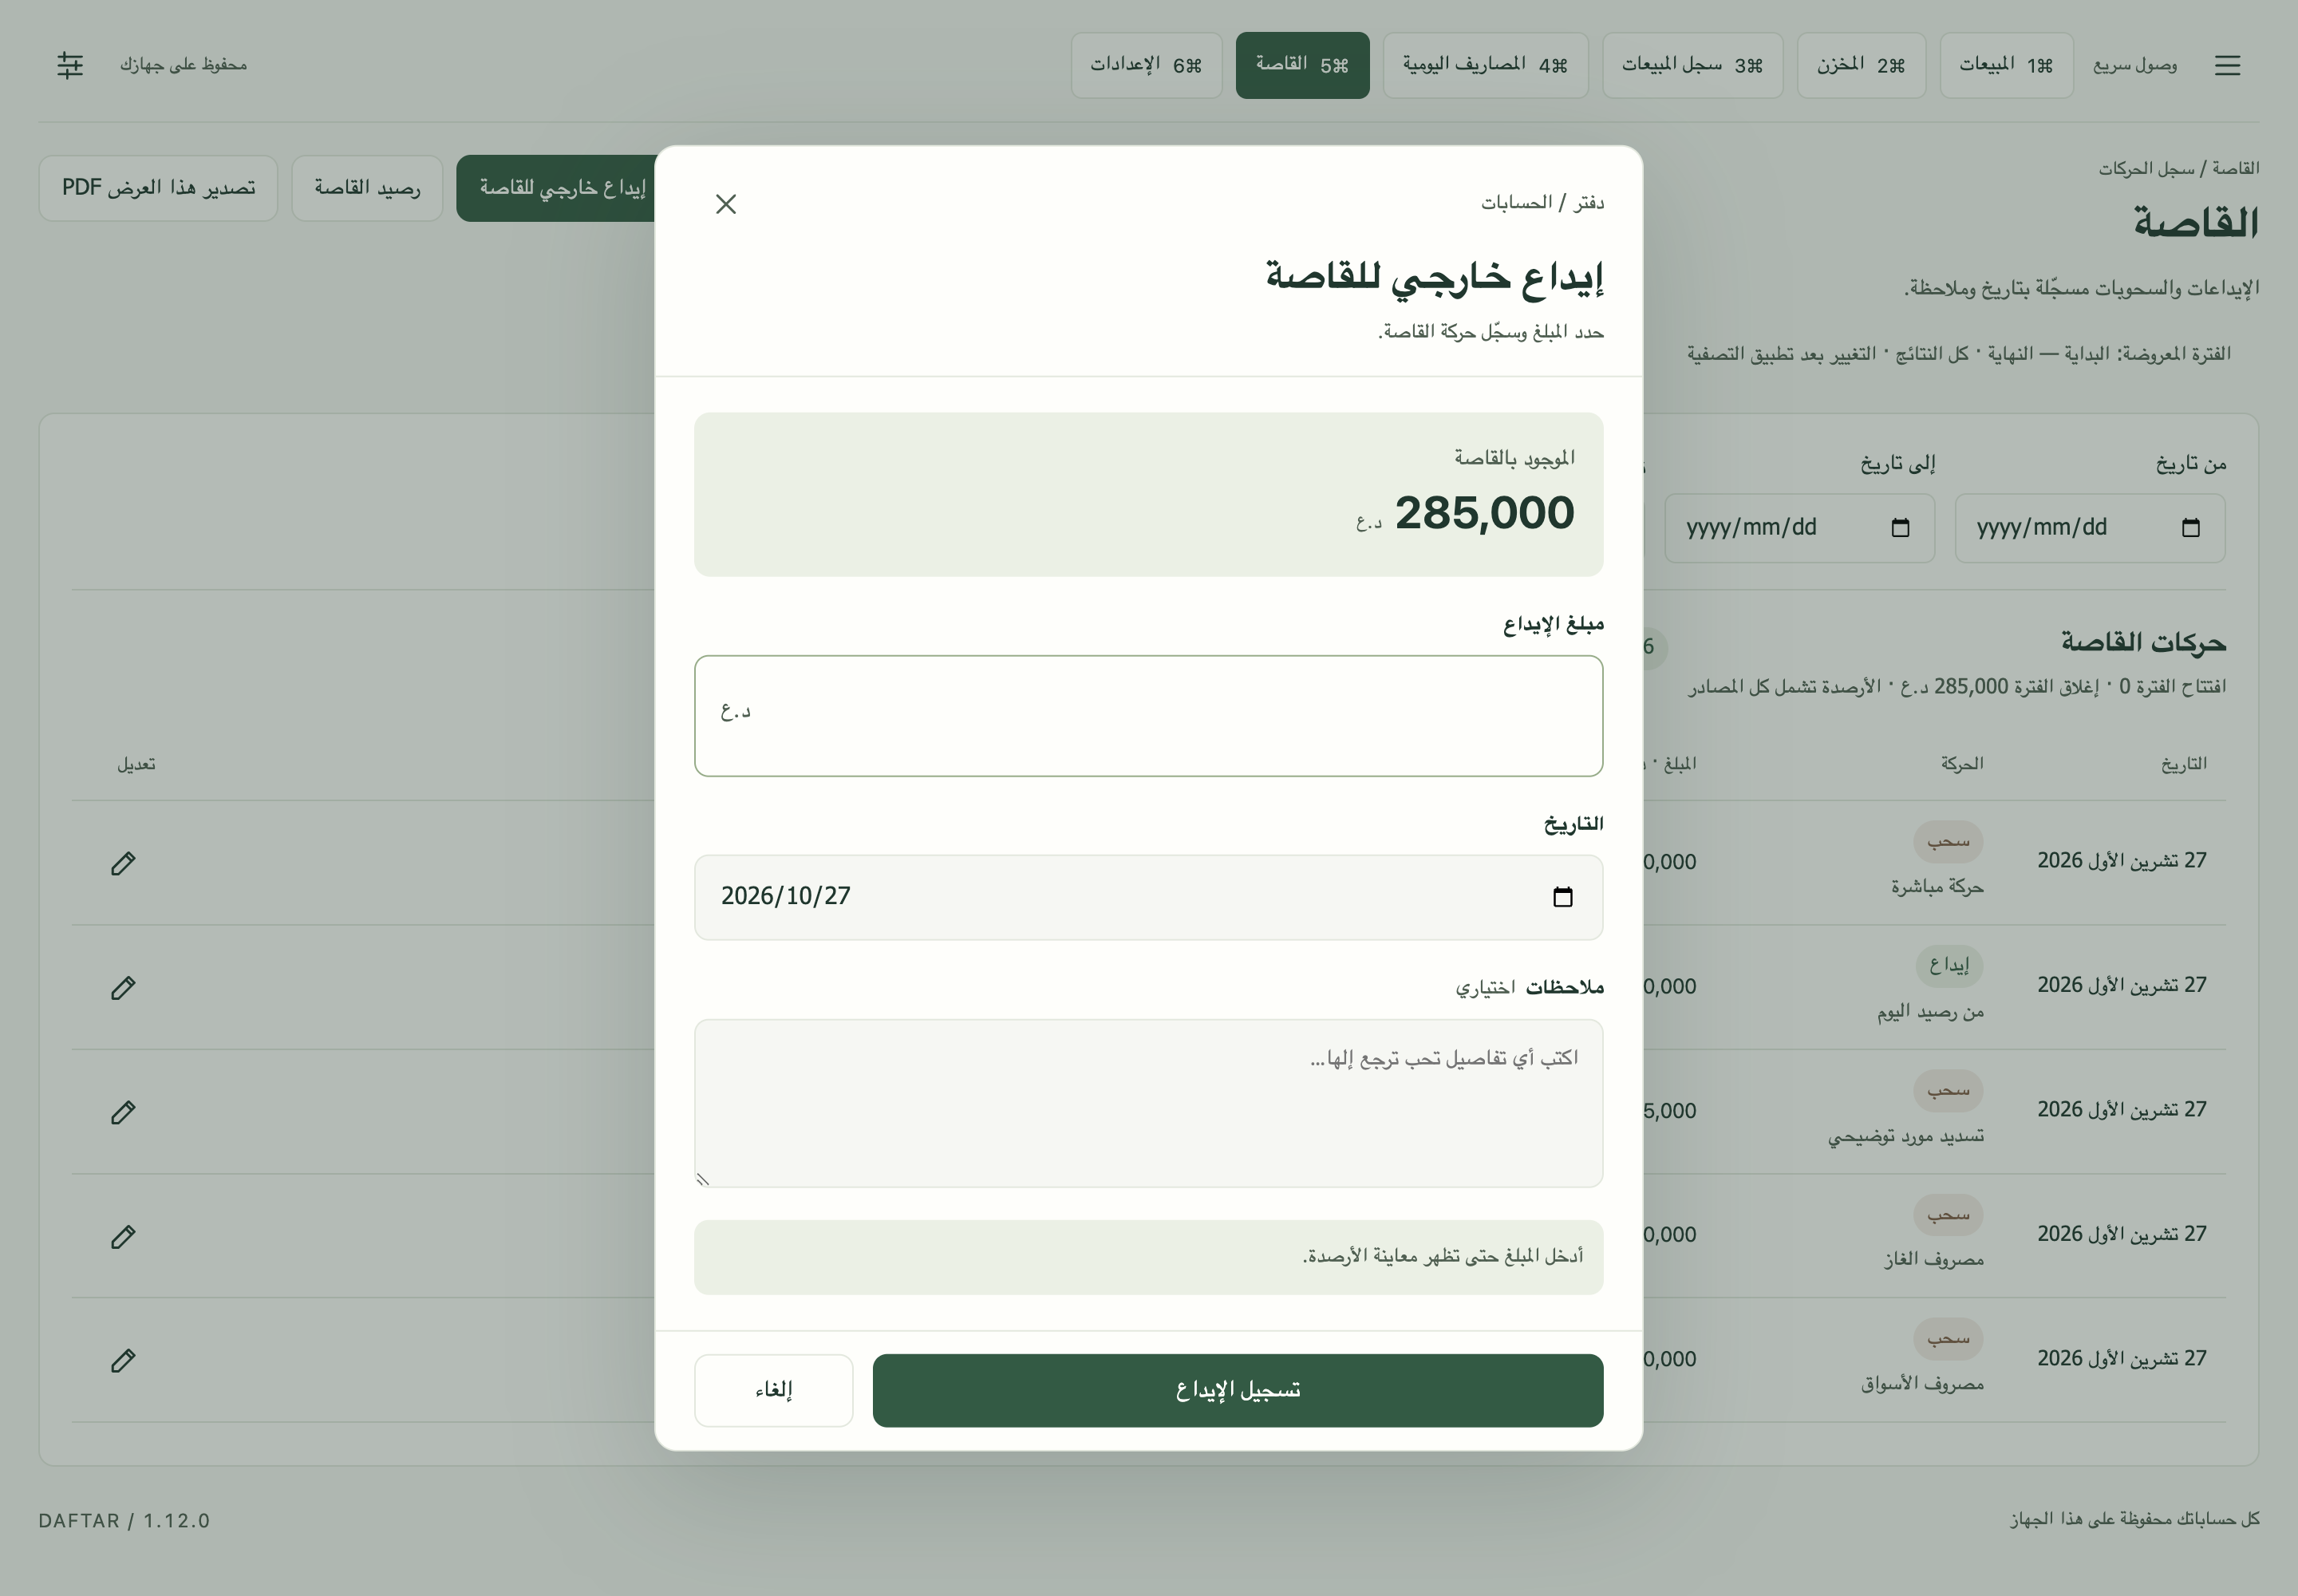 وصول سريع
⌘1 المبيعات
⌘2 المخزن
⌘3 سجل المبيعات
⌘4 المصاريف اليومية
⌘5 القاصة
⌘6 الإعدادات
محفوظ على جهازك
القاصة / سجل الحركات
القاصة
الإيداعات والسحوبات مسجّلة بتاريخ وملاحظة.
الفترة المعروضة: البداية — النهاية · كل النتائج · التغيير بعد تطبيق التصفية
إيداع خارجي للقاصة
رصيد القاصة
تصدير هذا العرض PDF
من تاريخ
إلى تاريخ
yyyy/mm/dd
yyyy/mm/dd
حركات القاصة
افتتاح الفترة 0 · إغلاق الفترة 285,000 د.ع · الأرصدة تشمل كل المصادر
التاريخ
الحركة
المبلغ ·
تعديل
27 تشرين الأول 2026
سحب
حركة مباشرة
27 تشرين الأول 2026
إيداع
من رصيد اليوم
27 تشرين الأول 2026
سحب
تسديد مورد توضيحي
27 تشرين الأول 2026
سحب
مصروف الغاز
27 تشرين الأول 2026
سحب
مصروف الأسواق
دفتر / الحسابات
إيداع خارجي للقاصة
حدد المبلغ وسجّل حركة القاصة.
الموجود بالقاصة
285,000 د.ع
مبلغ الإيداع
د.ع
التاريخ
2026/10/27
ملاحظات اختياري
اكتب أي تفاصيل تحب ترجع إلها...
أدخل المبلغ حتى تظهر معاينة الأرصدة.
تسجيل الإيداع
إلغاء
كل حساباتك محفوظة على هذا الجهاز
DAFTAR / 1.12.0